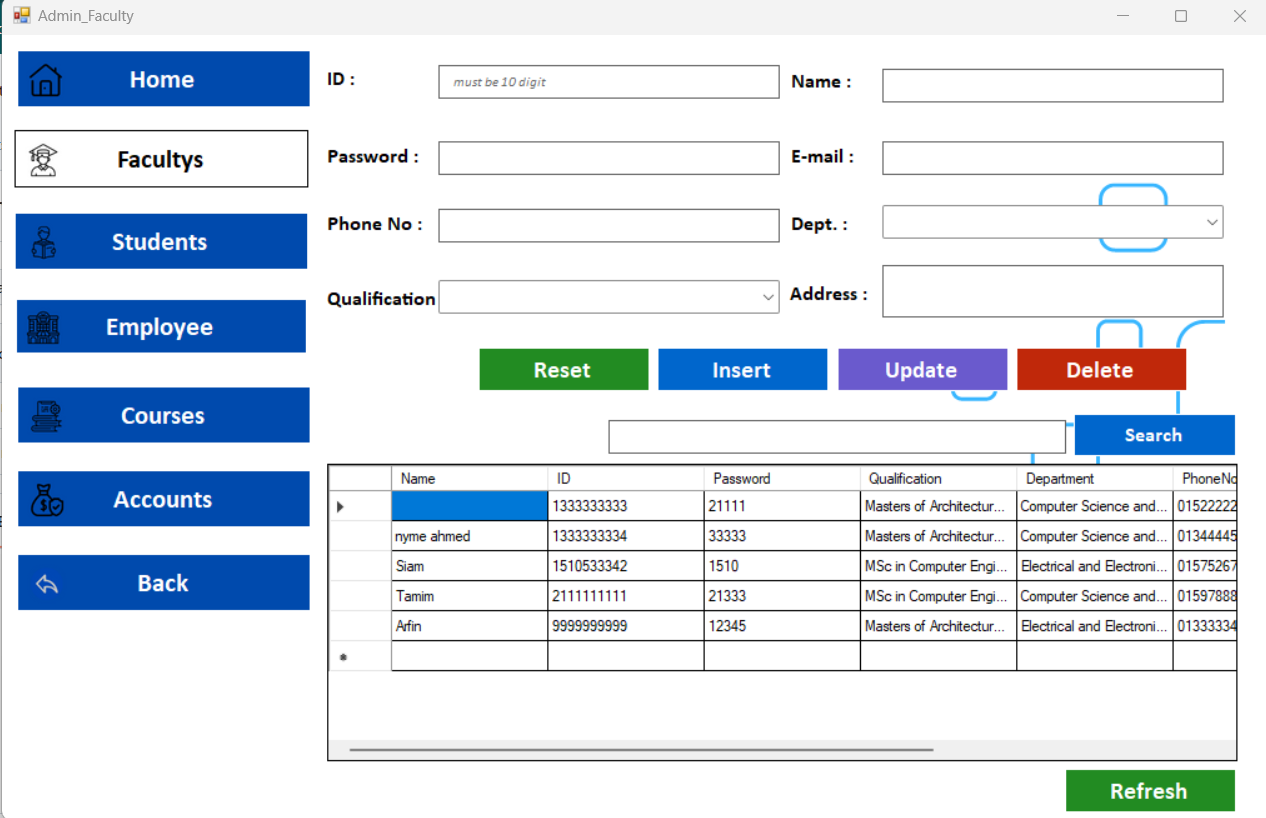 Admin_Faculty
Home
Facultys
Students
Employee
Courses
Accounts
Back
ID : must be 10 digit Name :
Password : E-mail :
Phone No : Dept. :
Qualification Address :
Reset Insert Update Delete
Search
Name ID Password Qualification Department PhoneNo
1333333333 21111 Masters of Architectur... Computer Science and... 01522222
nyme ahmed 1333333334 33333 Masters of Architectur... Computer Science and... 01344445
Siam 1510533342 1510 MSc in Computer Engi... Electrical and Electroni... 01575267
Tamim 2111111111 21333 MSc in Computer Engi... Computer Science and... 01597888
Arfin 9999999999 12345 Masters of Architectur... Electrical and Electroni... 01333334
Refresh